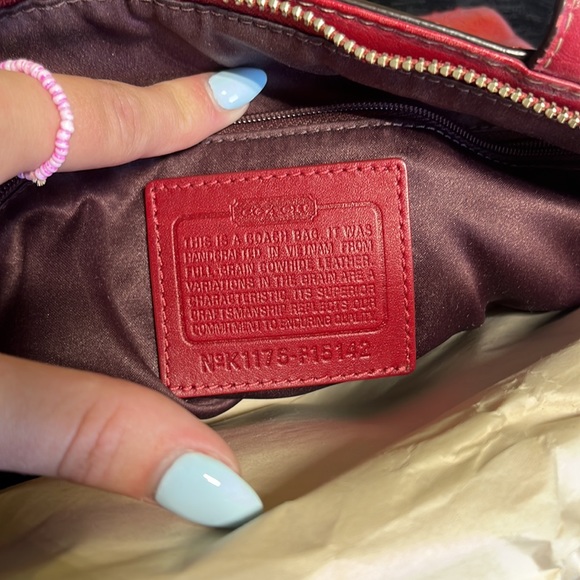 COACH
THIS IS A COACH BAG. IT WAS
HANDCRAFTED IN VIETNAM FROM
FULL-GRAIN COWHIDE LEATHER
VARIATIONS IN THE GRAIN ARE A
CHARACTERISTIC. ITS SUPERIOR
CRAFTSMANSHIP REFLECTS OUR
COMMITMENT TO ENDURING QUALITY.
NºK1175-F15142